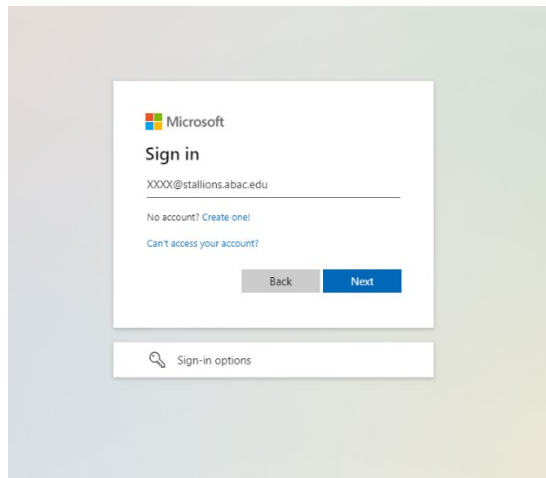 Microsoft
Sign in
XXXX@stallions.abac.edu
No account? Create one!
Can't access your account?
Back Next
Sign-in options